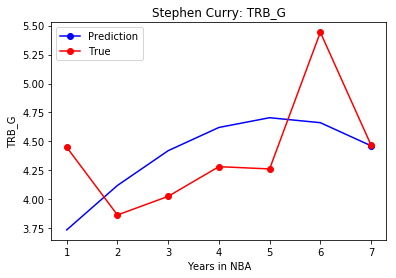 Stephen Curry: TRB_G
Prediction
True
TRB_G
5.50
5.25
5.00
4.75
4.50
4.25
4.00
3.75
1 2 3 4 5 6 7
Years in NBA